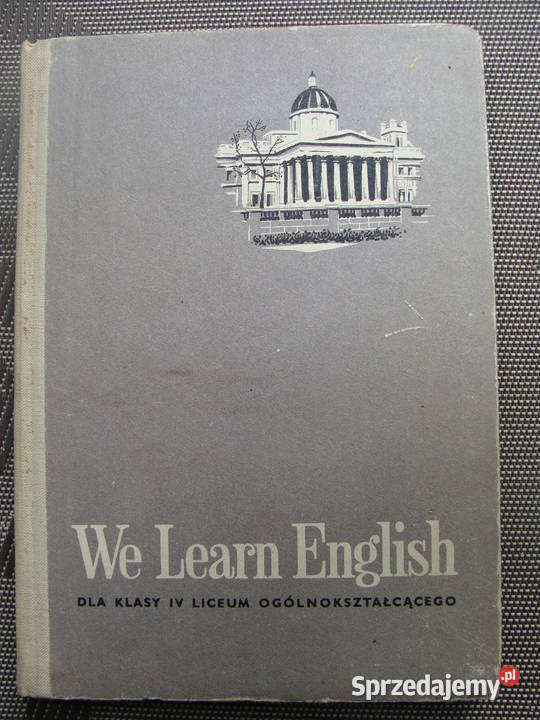 We Learn English
DLA KLASY IV LICEUM OGÓLNOKSZTAŁCĄCEGO
Sprzedajemy.pl